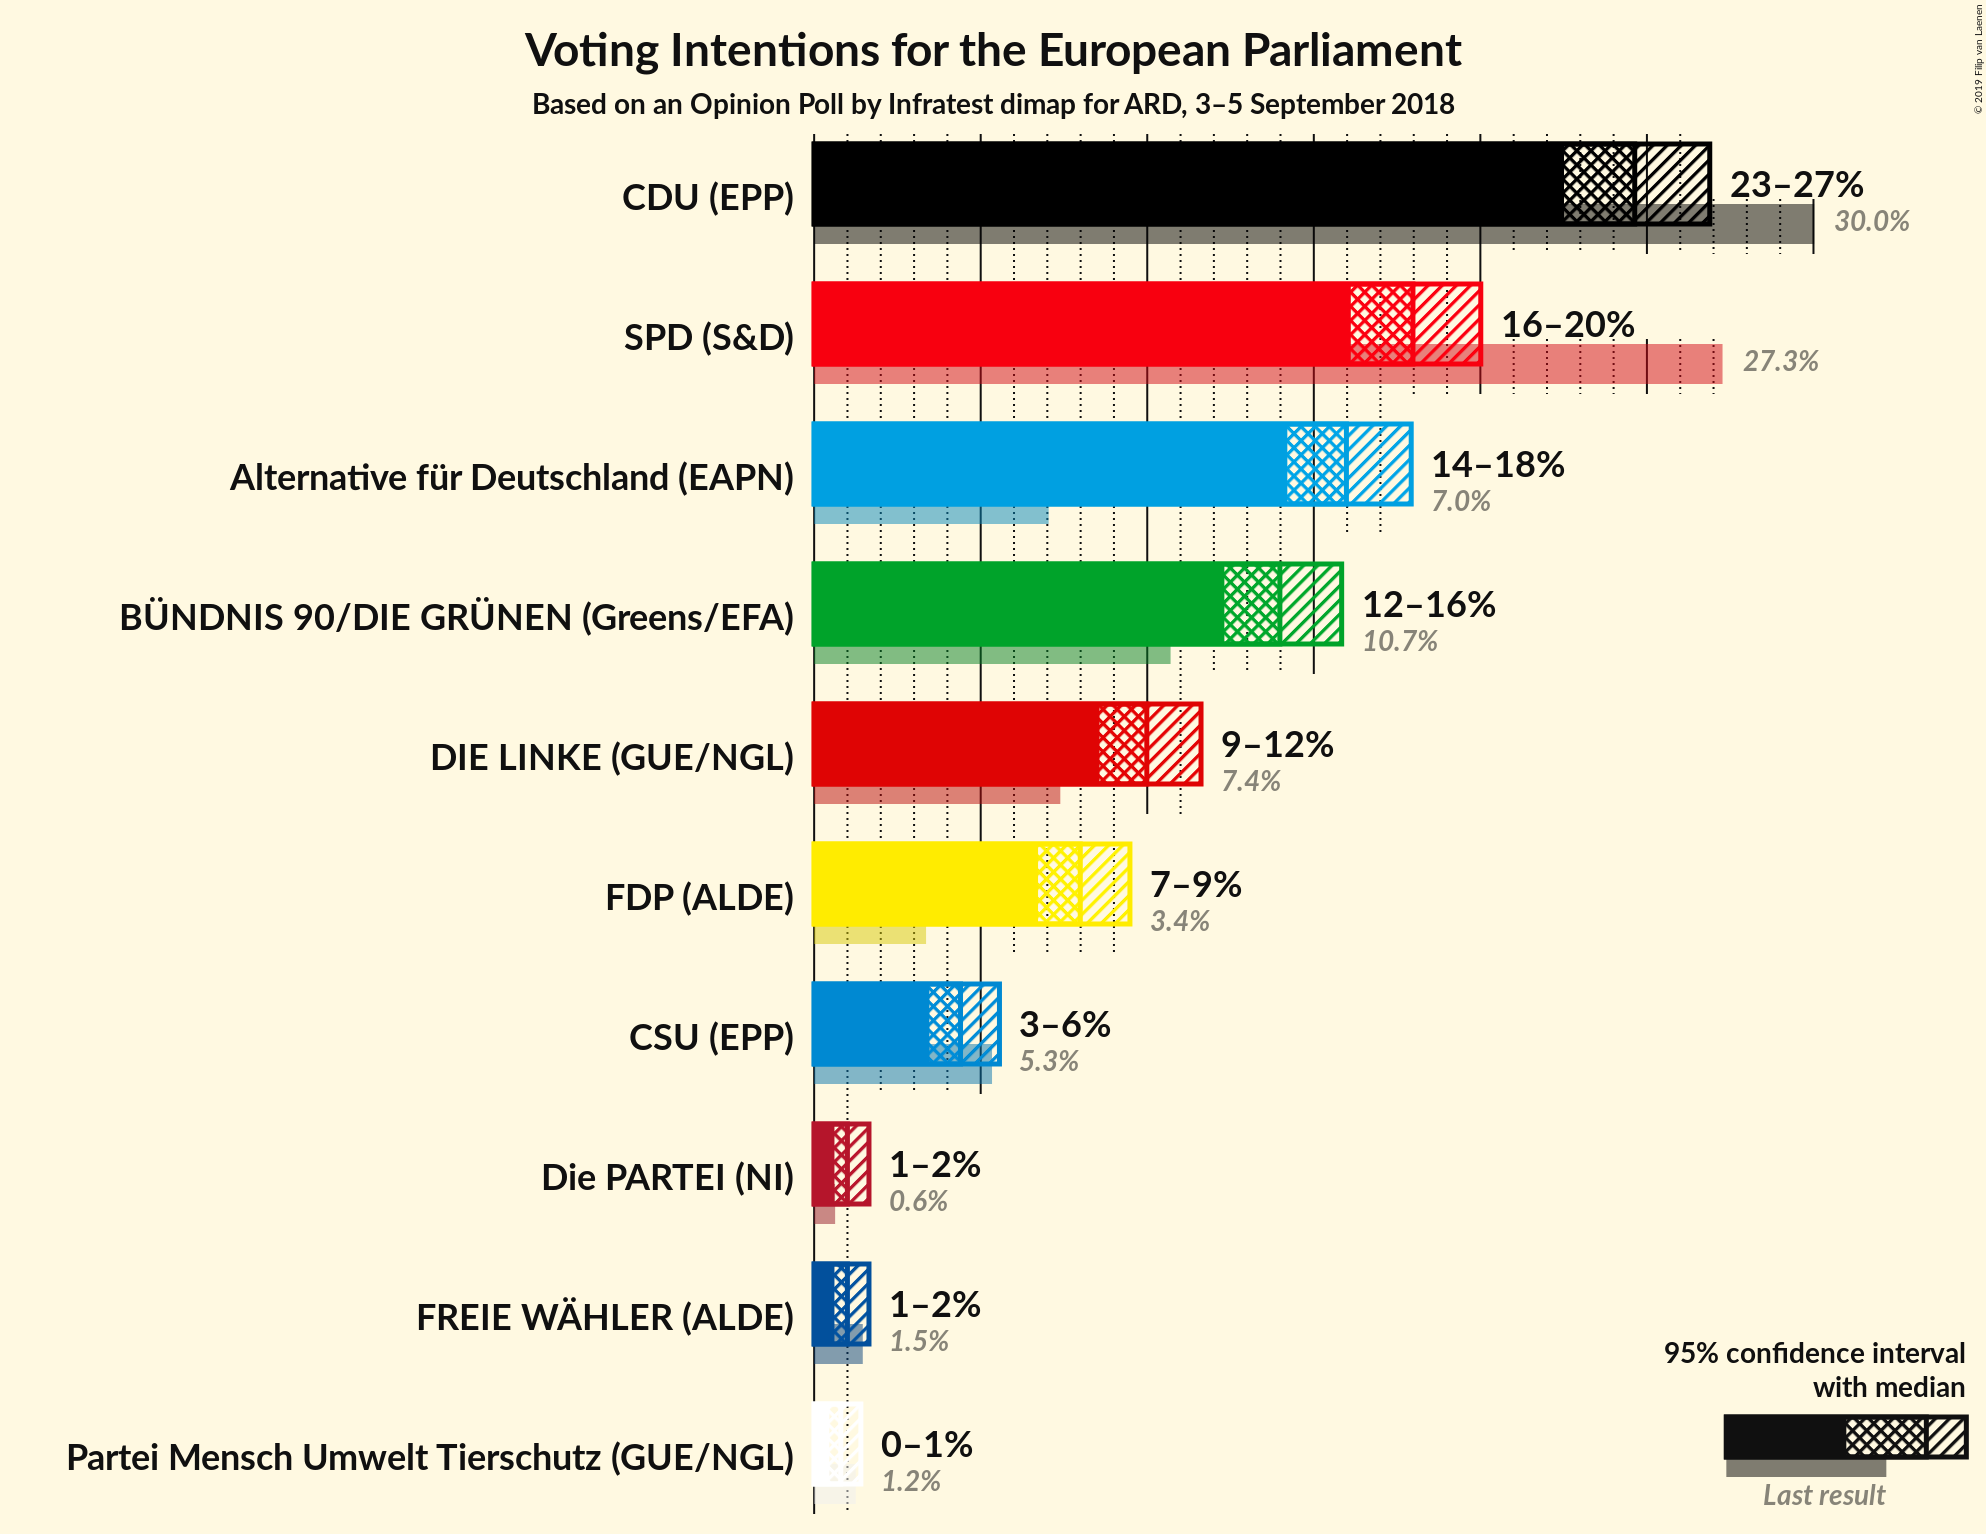 Voting Intentions for the European Parliament
Based on an Opinion Poll by Infratest dimap for ARD, 3–5 September 2018
© 2019 Filip van Laenen
CDU (EPP)
23–27%
30.0%
SPD (S&D)
16–20%
27.3%
Alternative für Deutschland (EAPN)
14–18%
7.0%
BÜNDNIS 90/DIE GRÜNEN (Greens/EFA)
12–16%
10.7%
DIE LINKE (GUE/NGL)
9–12%
7.4%
FDP (ALDE)
7–9%
3.4%
CSU (EPP)
3–6%
5.3%
Die PARTEI (NI)
1–2%
0.6%
FREIE WÄHLER (ALDE)
1–2%
1.5%
Partei Mensch Umwelt Tierschutz (GUE/NGL)
0–1%
1.2%
95% confidence interval
with median
Last result